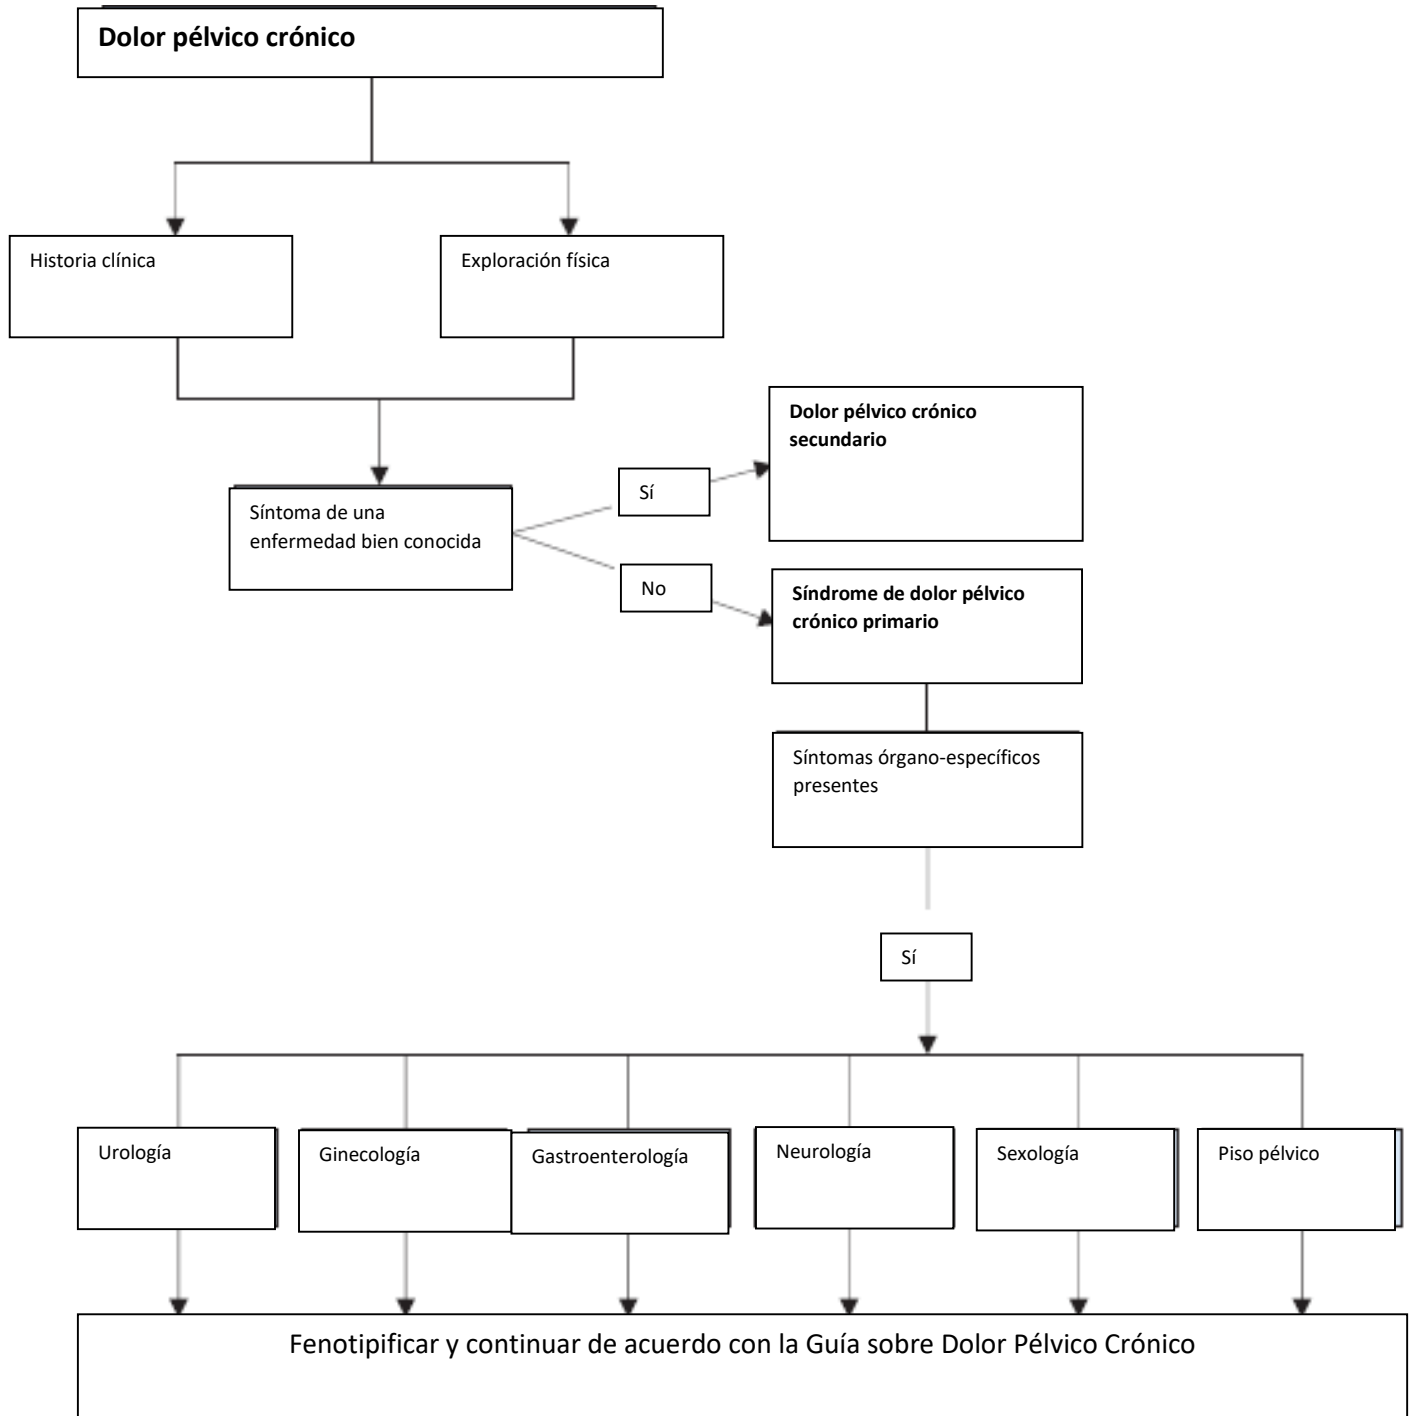 Dolor pélvico crónico
Historia clínica
Exploración física
Dolor pélvico crónico
secundario
Sí
Síntoma de una
enfermedad bien conocida
No
Síndrome de dolor pélvico
crónico primario
Síntomas órgano-específicos
presentes
Sí
Urología
Ginecología
Gastroenterología
Neurología
Sexología
Piso pélvico
Fenotipificar y continuar de acuerdo con la Guía sobre Dolor Pélvico Crónico